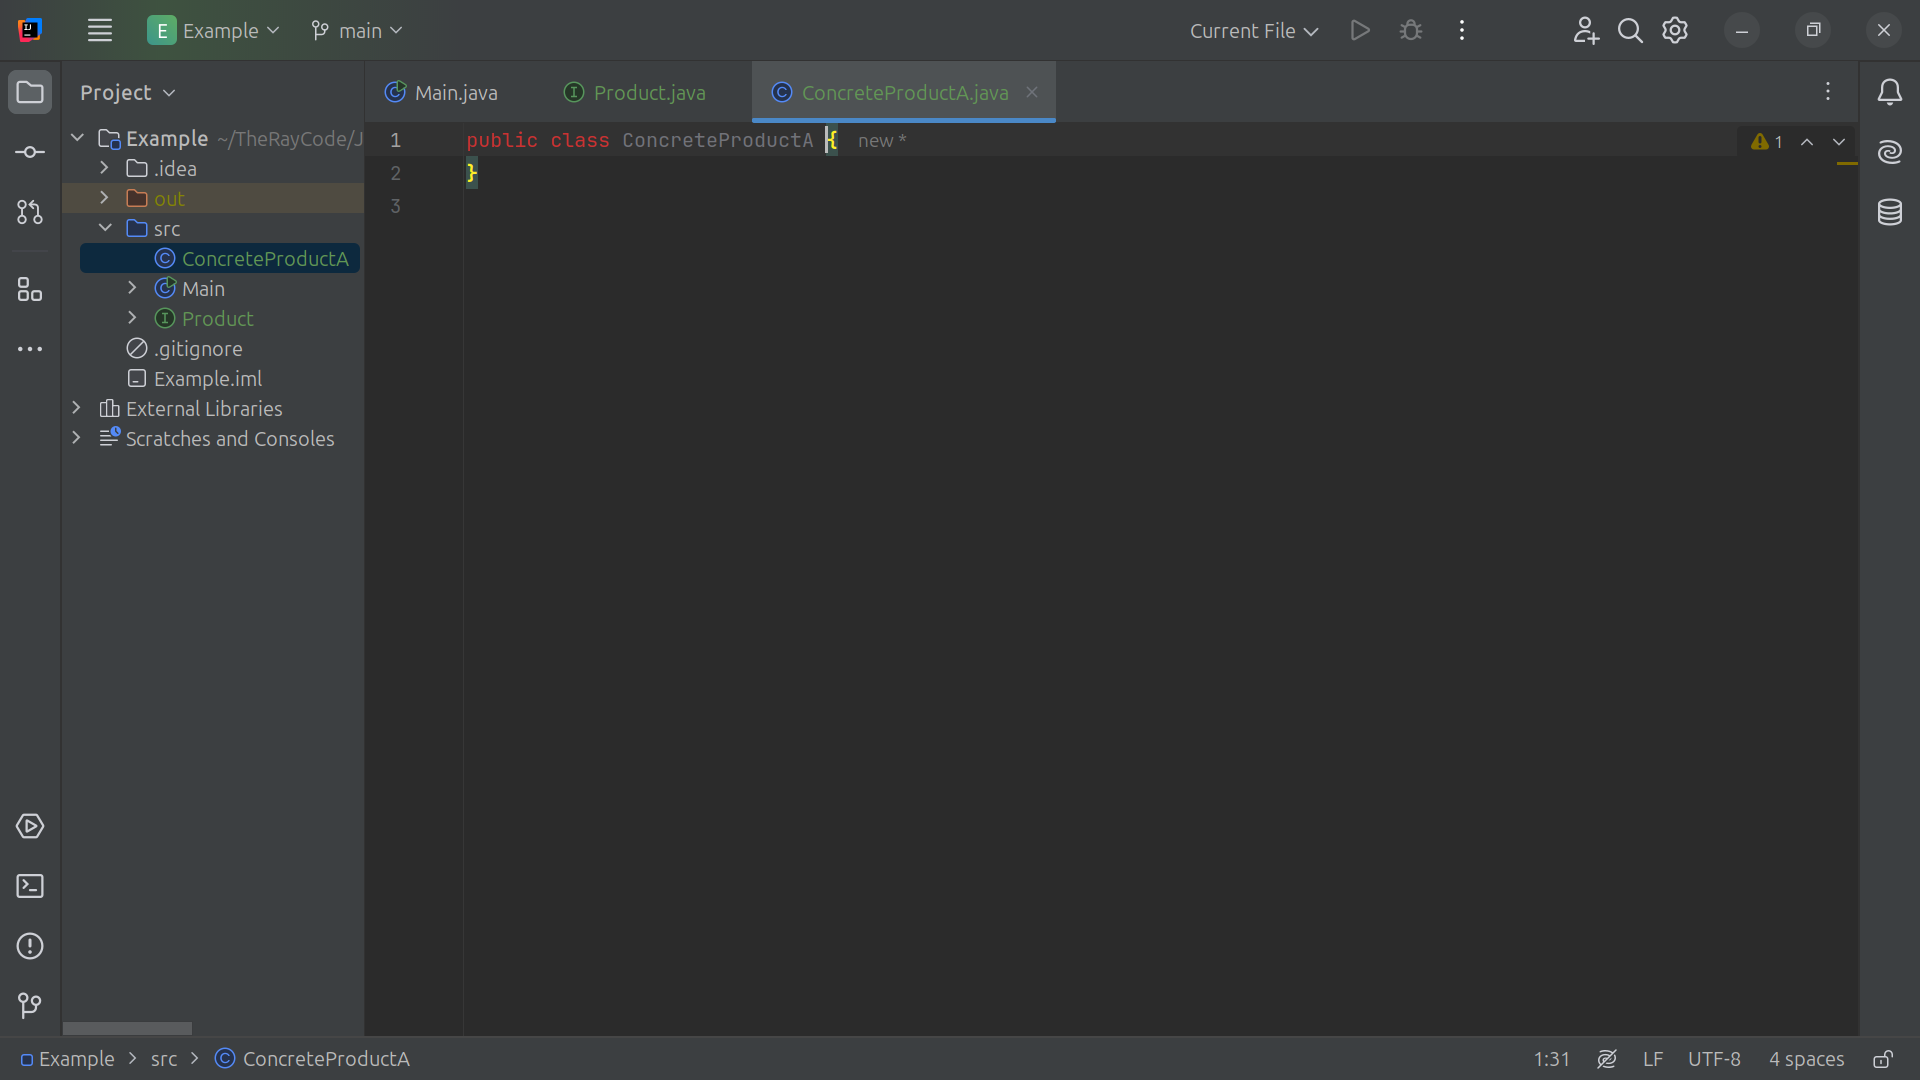 Example
main
Current File
Project
Main.java
Product.java
ConcreteProductA.java
Example ~/TheRayCode/J
.idea
out
src
ConcreteProductA
Main
Product
.gitignore
Example.iml
External Libraries
Scratches and Consoles
1 public class ConcreteProductA { new *
2 }
3
1
Example > src > ConcreteProductA
1:31 LF UTF-8 4 spaces